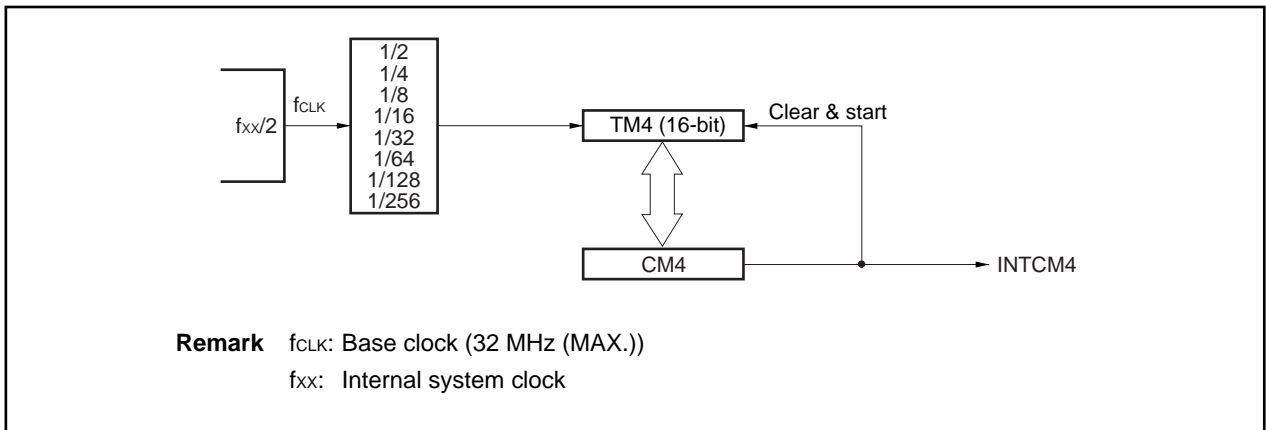 1/2
1/4
1/8
1/16
1/32
1/64
1/128
1/256
fXX/2
fCLK
TM4 (16-bit)
Clear & start
CM4
INTCM4
Remark fCLK: Base clock (32 MHz (MAX.))
fXX: Internal system clock